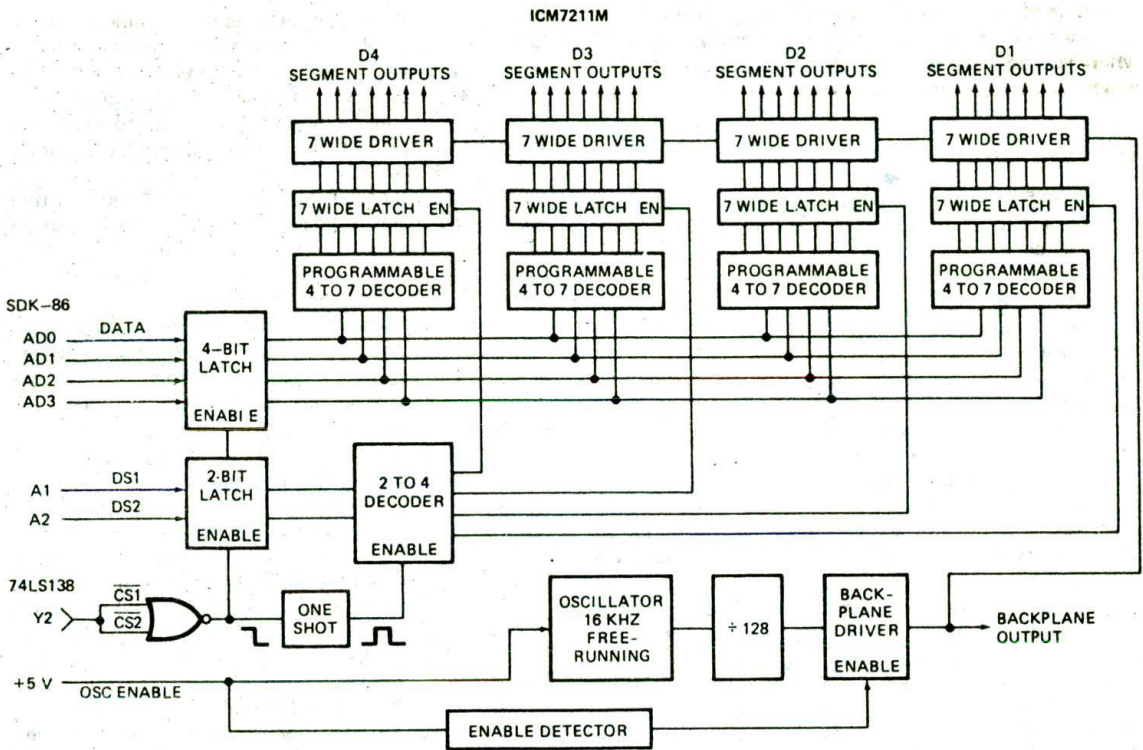 ICM7211M
D4
SEGMENT OUTPUTS
D3
SEGMENT OUTPUTS
D2
SEGMENT OUTPUTS
D1
SEGMENT OUTPUTS
7 WIDE DRIVER
7 WIDE DRIVER
7 WIDE DRIVER
7 WIDE DRIVER
7 WIDE LATCH EN
7 WIDE LATCH EN
7 WIDE LATCH EN
7 WIDE LATCH EN
PROGRAMMABLE
4 TO 7 DECODER
PROGRAMMABLE
4 TO 7 DECODER
PROGRAMMABLE
4 TO 7 DECODER
PROGRAMMABLE
4 TO 7 DECODER
SDK-86
AD0
DATA
AD1
AD2
AD3
4-BIT
LATCH
ENABLE
A1
DS1
A2
DS2
2-BIT
LATCH
ENABLE
2 TO 4
DECODER
ENABLE
74LS138
Y2
CS1
CS2
ONE
SHOT
OSCILLATOR
16 KHZ
FREE-
RUNNING
÷ 128
BACK-
PLANE
DRIVER
ENABLE
BACKPLANE
OUTPUT
+5 V
OSC ENABLE
ENABLE DETECTOR